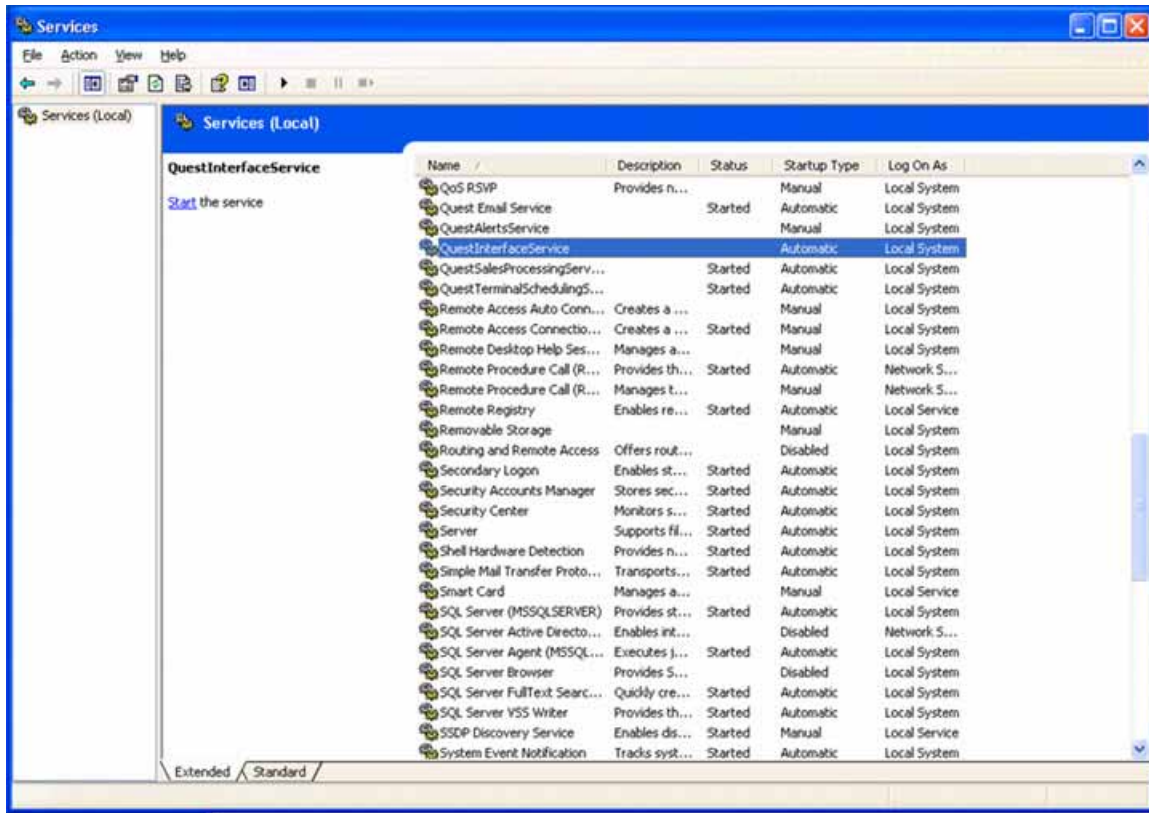 Services
File Action View Help
Services (Local)
Services (Local)
QuestInterfaceService
Start the service
Name Description Status Startup Type Log On As
QoS RSVP Provides n... Manual Local System
Quest Email Service Started Automatic Local System
QuestAlertsService Manual Local System
QuestInterfaceService Automatic Local System
QuestSalesProcessingServ... Started Automatic Local System
QuestTerminalSchedulingS... Started Automatic Local System
Remote Access Auto Conn... Creates a ... Manual Local System
Remote Access Connectio... Creates a ... Started Manual Local System
Remote Desktop Help Ses... Manages a... Manual Local System
Remote Procedure Call (R... Provides th... Started Automatic Network S...
Remote Procedure Call (R... Manages t... Manual Network S...
Remote Registry Enables re... Started Automatic Local Service
Removable Storage Manual Local System
Routing and Remote Access Offers rout... Disabled Local System
Secondary Logon Enables st... Started Automatic Local System
Security Accounts Manager Stores sec... Started Automatic Local System
Security Center Monitors s... Started Automatic Local System
Server Supports fil... Started Automatic Local System
Shell Hardware Detection Provides n... Started Automatic Local System
Simple Mail Transfer Proto... Transports... Started Automatic Local System
Smart Card Manages a... Manual Local Service
SQL Server (MSSQLSERVER) Provides st... Started Automatic Local System
SQL Server Active Directo... Enables int... Disabled Network S...
SQL Server Agent (MSSQL... Executes j... Started Automatic Local System
SQL Server Browser Provides S... Disabled Local System
SQL Server FullText Searc... Quickly cre... Started Automatic Local System
SQL Server VSS Writer Provides th... Started Automatic Local System
SSDP Discovery Service Enables dis... Started Manual Local Service
System Event Notification Tracks syst... Started Automatic Local System
Extended Standard